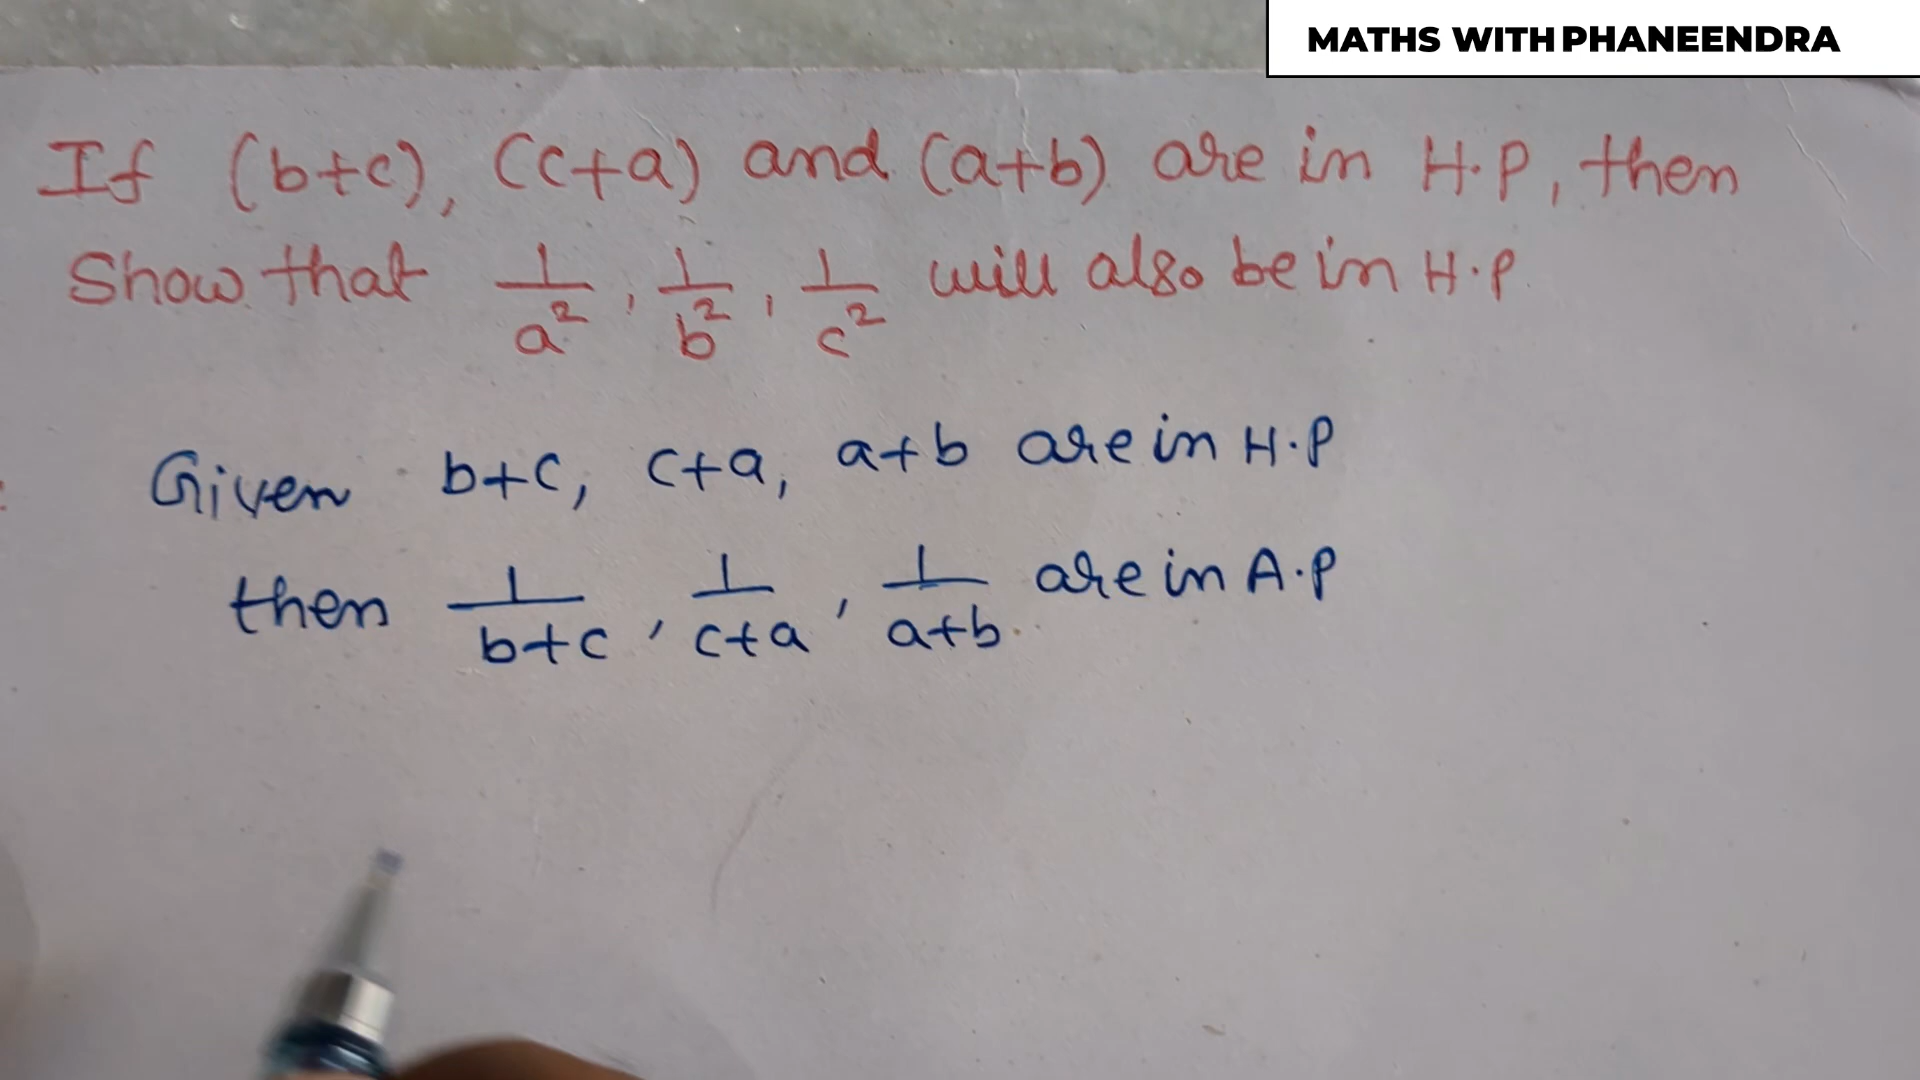 MATHS WITH PHANEENDRA
If (b+c), (c+a) and (a+b) are in H.P, then
Show that 1/a², 1/b², 1/c² will also be in H.P.
Given b+c, c+a, a+b are in H.P
then 1/b+c, 1/c+a, 1/a+b are in A.P